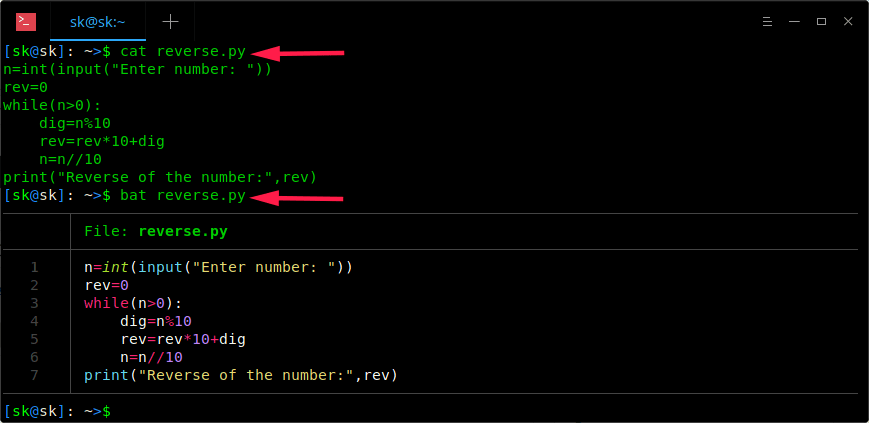 sk@sk:~
[sk@sk]: ~>$ cat reverse.py
n=int(input("Enter number: "))
rev=0
while(n>0):
    dig=n%10
    rev=rev*10+dig
    n=n//10
print("Reverse of the number:",rev)
[sk@sk]: ~>$ bat reverse.py
File: reverse.py
1 n=int(input("Enter number: "))
2 rev=0
3 while(n>0):
4     dig=n%10
5     rev=rev*10+dig
6     n=n//10
7 print("Reverse of the number:",rev)
[sk@sk]: ~>$